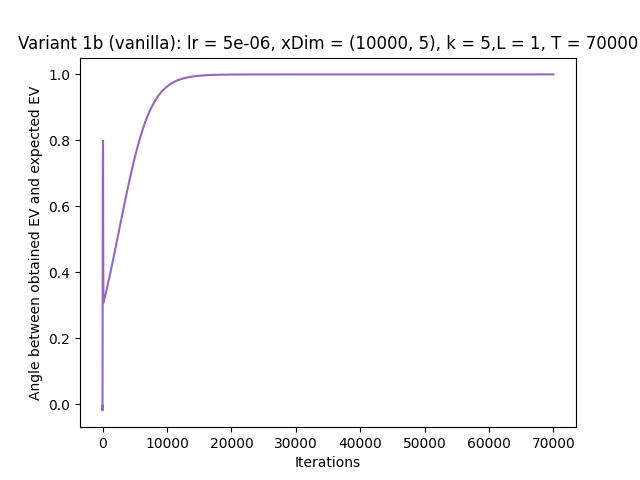 Variant 1b (vanilla): lr = 5e-06, xDim = (10000, 5), k = 5,L = 1, T = 70000
1.0
0.8
0.6
0.4
0.2
0.0
Angle between obtained EV and expected EV
0 10000 20000 30000 40000 50000 60000 70000
Iterations